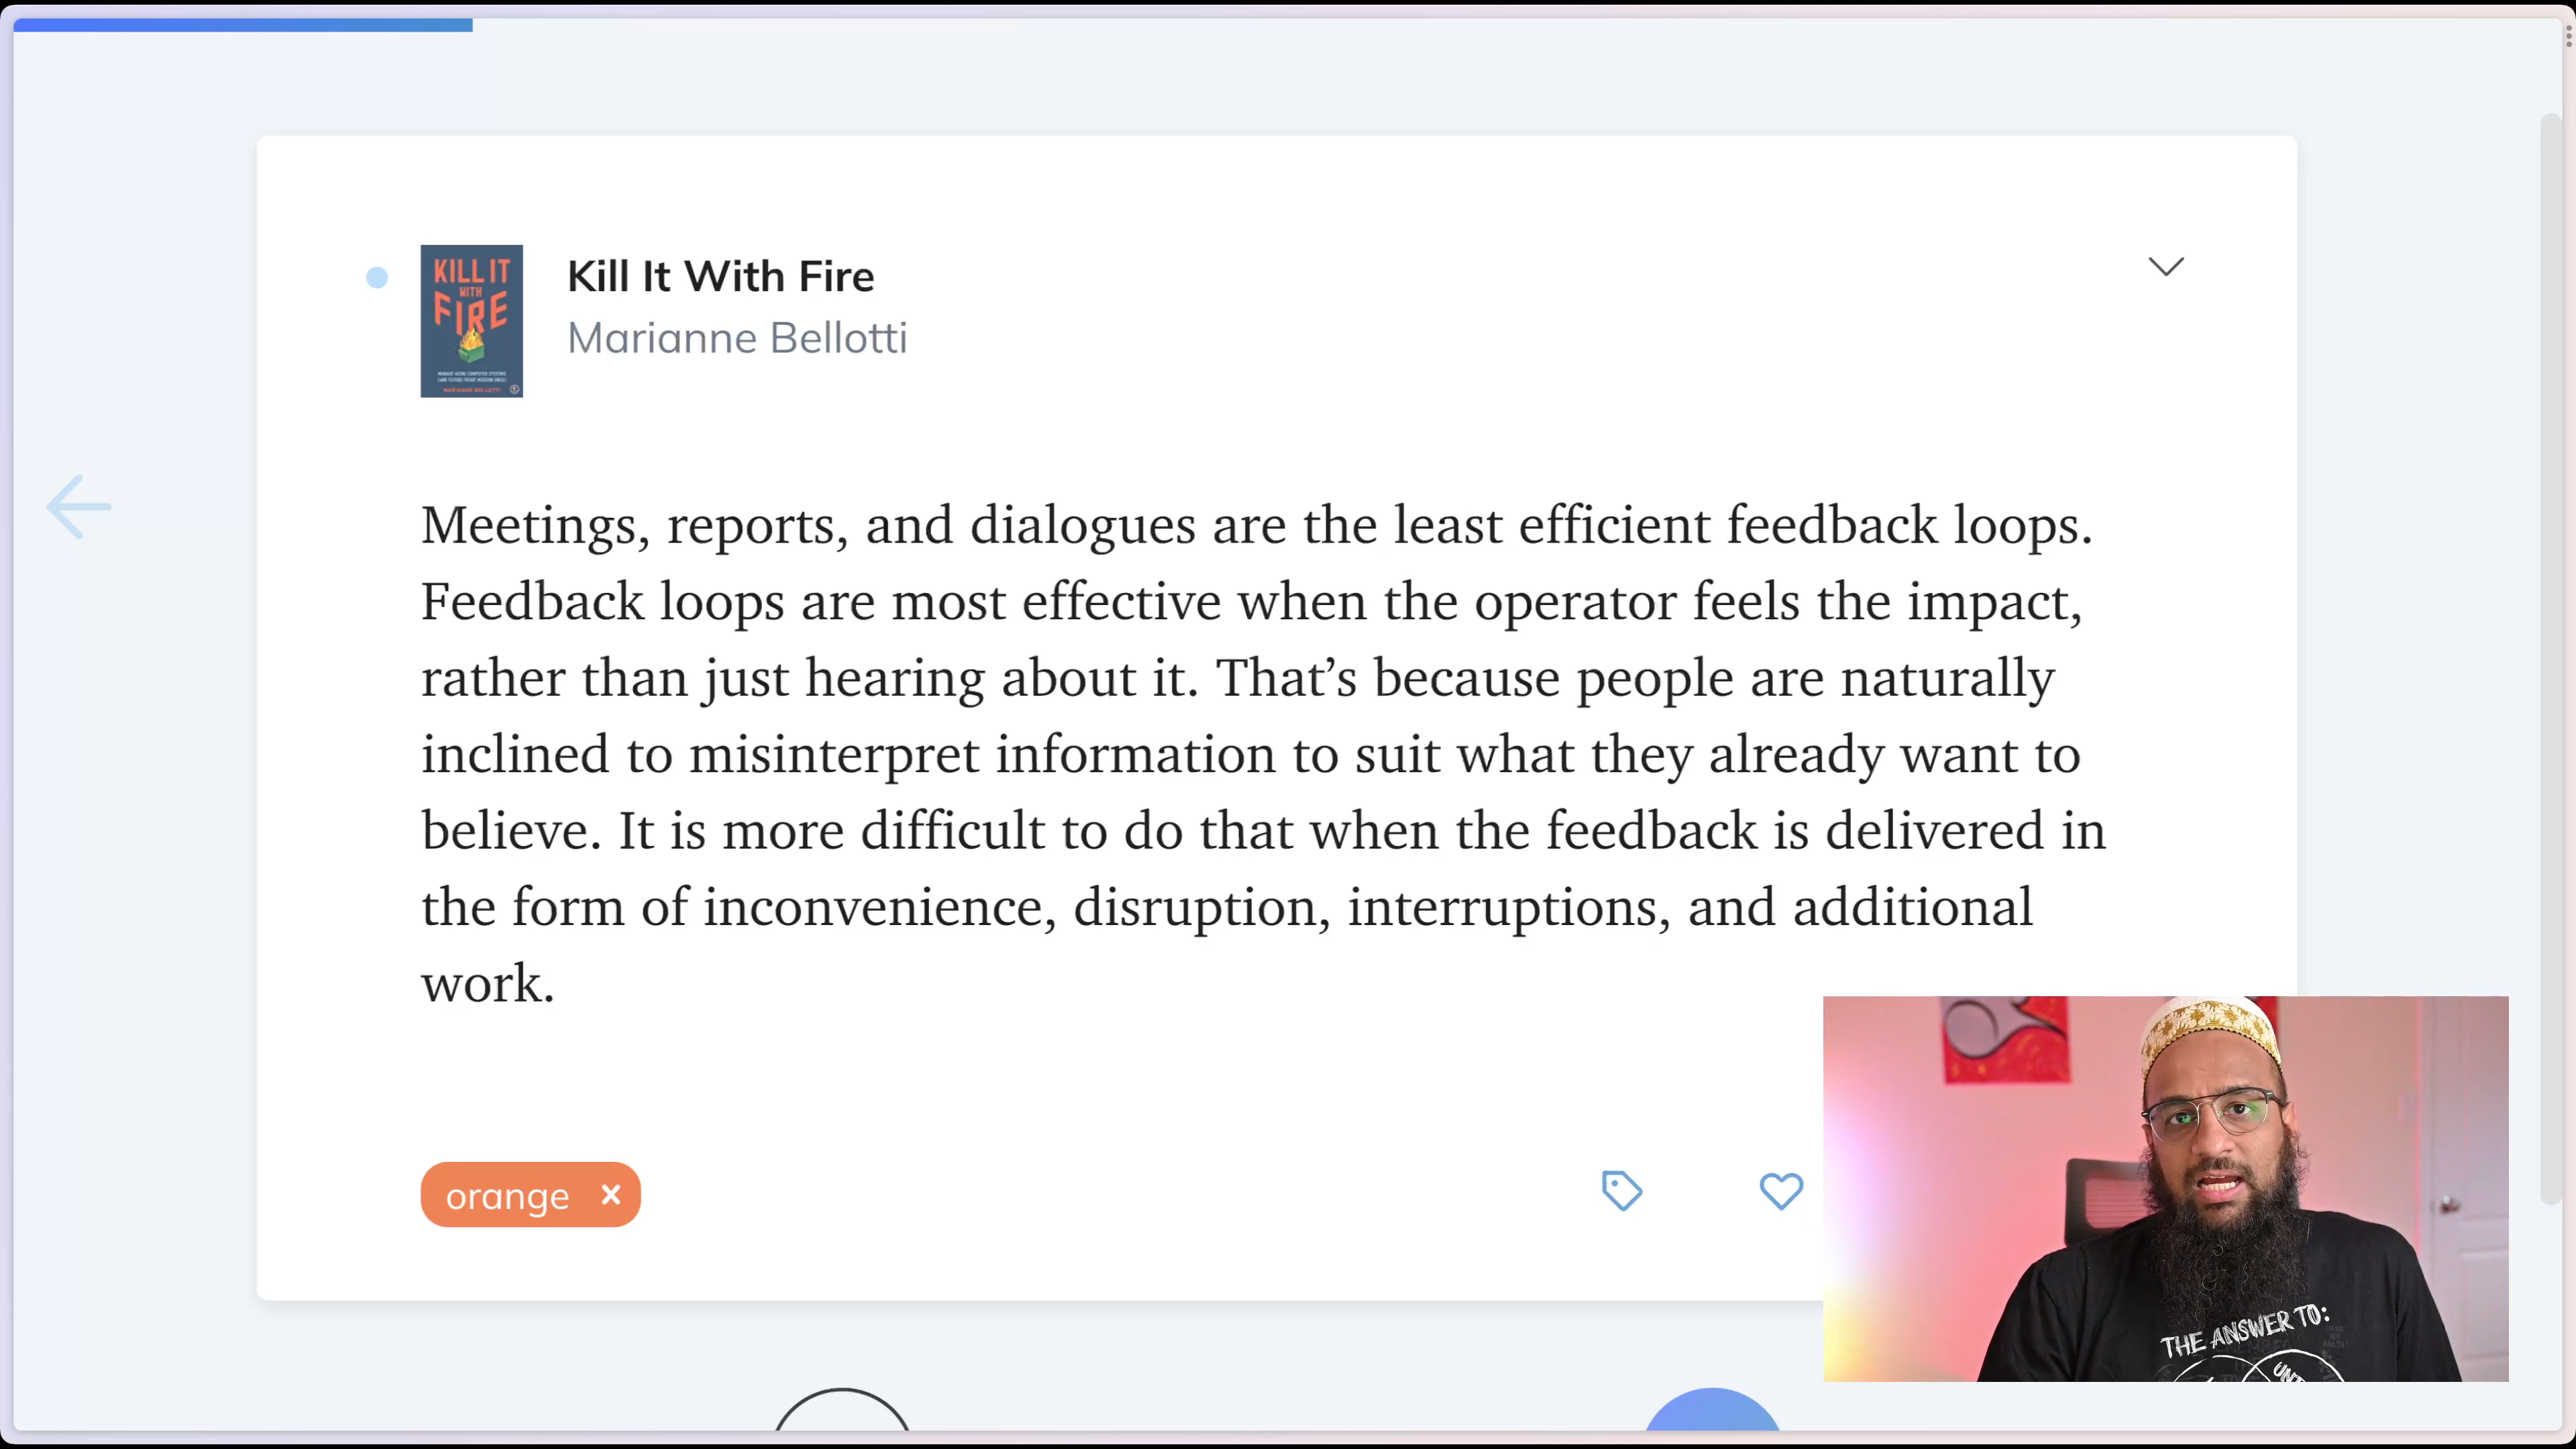 KILL IT
WITH
FIRE
MARIANNE BELLOTTI
Kill It With Fire
Marianne Bellotti
Meetings, reports, and dialogues are the least efficient feedback loops.
Feedback loops are most effective when the operator feels the impact,
rather than just hearing about it. That’s because people are naturally
inclined to misinterpret information to suit what they already want to
believe. It is more difficult to do that when the feedback is delivered in
the form of inconvenience, disruption, interruptions, and additional
work.
orange
THE ANSWER TO: